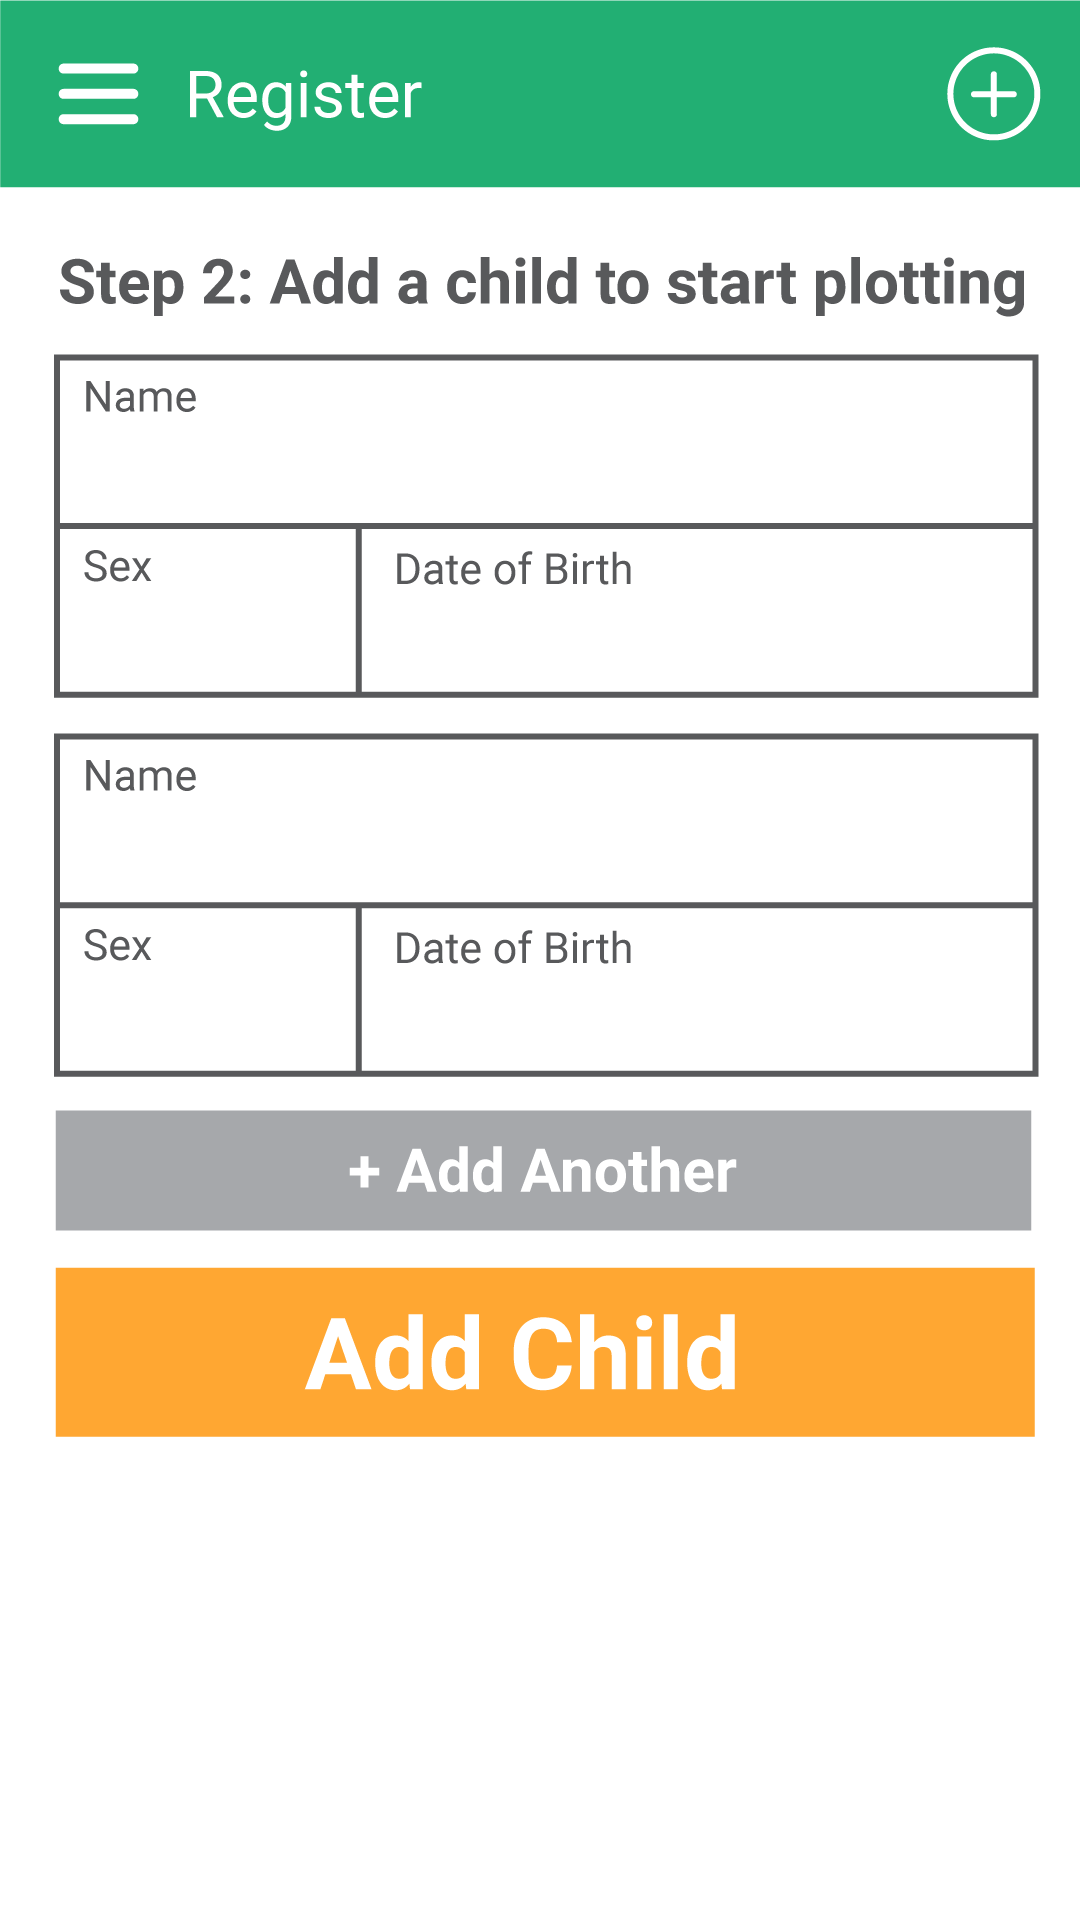 Register
Step 2: Add a child to start plotting
Name
Sex
Date of Birth
Name
Sex
Date of Birth
+ Add Another
Add Child